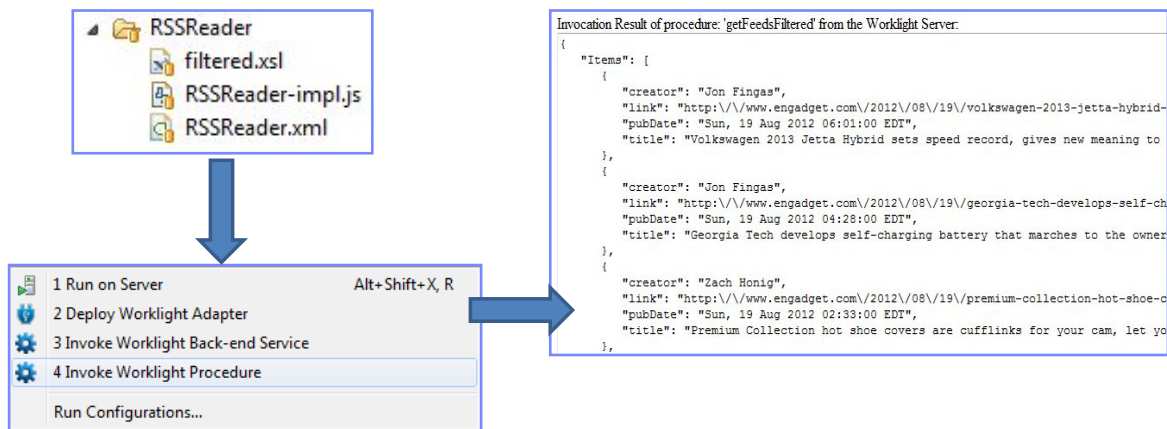 RSSReader
filtered.xsl
RSSReader-impl.js
RSSReader.xml
1 Run on Server Alt+Shift+X, R
2 Deploy Worklight Adapter
3 Invoke Worklight Back-end Service
4 Invoke Worklight Procedure
Run Configurations...
Invocation Result of procedure: 'getFeedsFiltered' from the Worklight Server:
{
"Items": [
{
"creator": "Jon Fingas",
"link": "http:\/\/www.engadget.com\/2012\/08\/19\/volkswagen-2013-jetta-hybrid-
"pubDate": "Sun, 19 Aug 2012 06:01:00 EDT",
"title": "Volkswagen 2013 Jetta Hybrid sets speed record, gives new meaning to
},
{
"creator": "Jon Fingas",
"link": "http:\/\/www.engadget.com\/2012\/08\/19\/georgia-tech-develops-self-ch
"pubDate": "Sun, 19 Aug 2012 04:28:00 EDT",
"title": "Georgia Tech develops self-charging battery that marches to the owner
},
{
"creator": "Zach Honig",
"link": "http:\/\/www.engadget.com\/2012\/08\/19\/premium-collection-hot-shoe-c
"pubDate": "Sun, 19 Aug 2012 02:33:00 EDT",
"title": "Premium Collection hot shoe covers are cufflinks for your cam, let yo
},